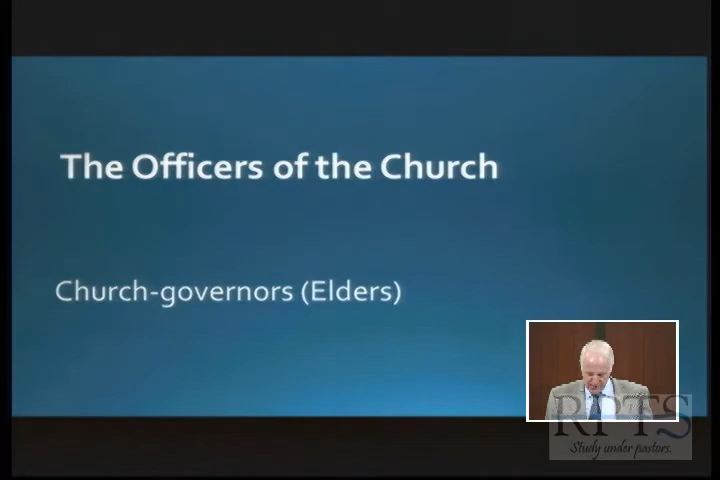 The Officers of the Church
Church-governors (Elders)
RPTS
Study under pastors.